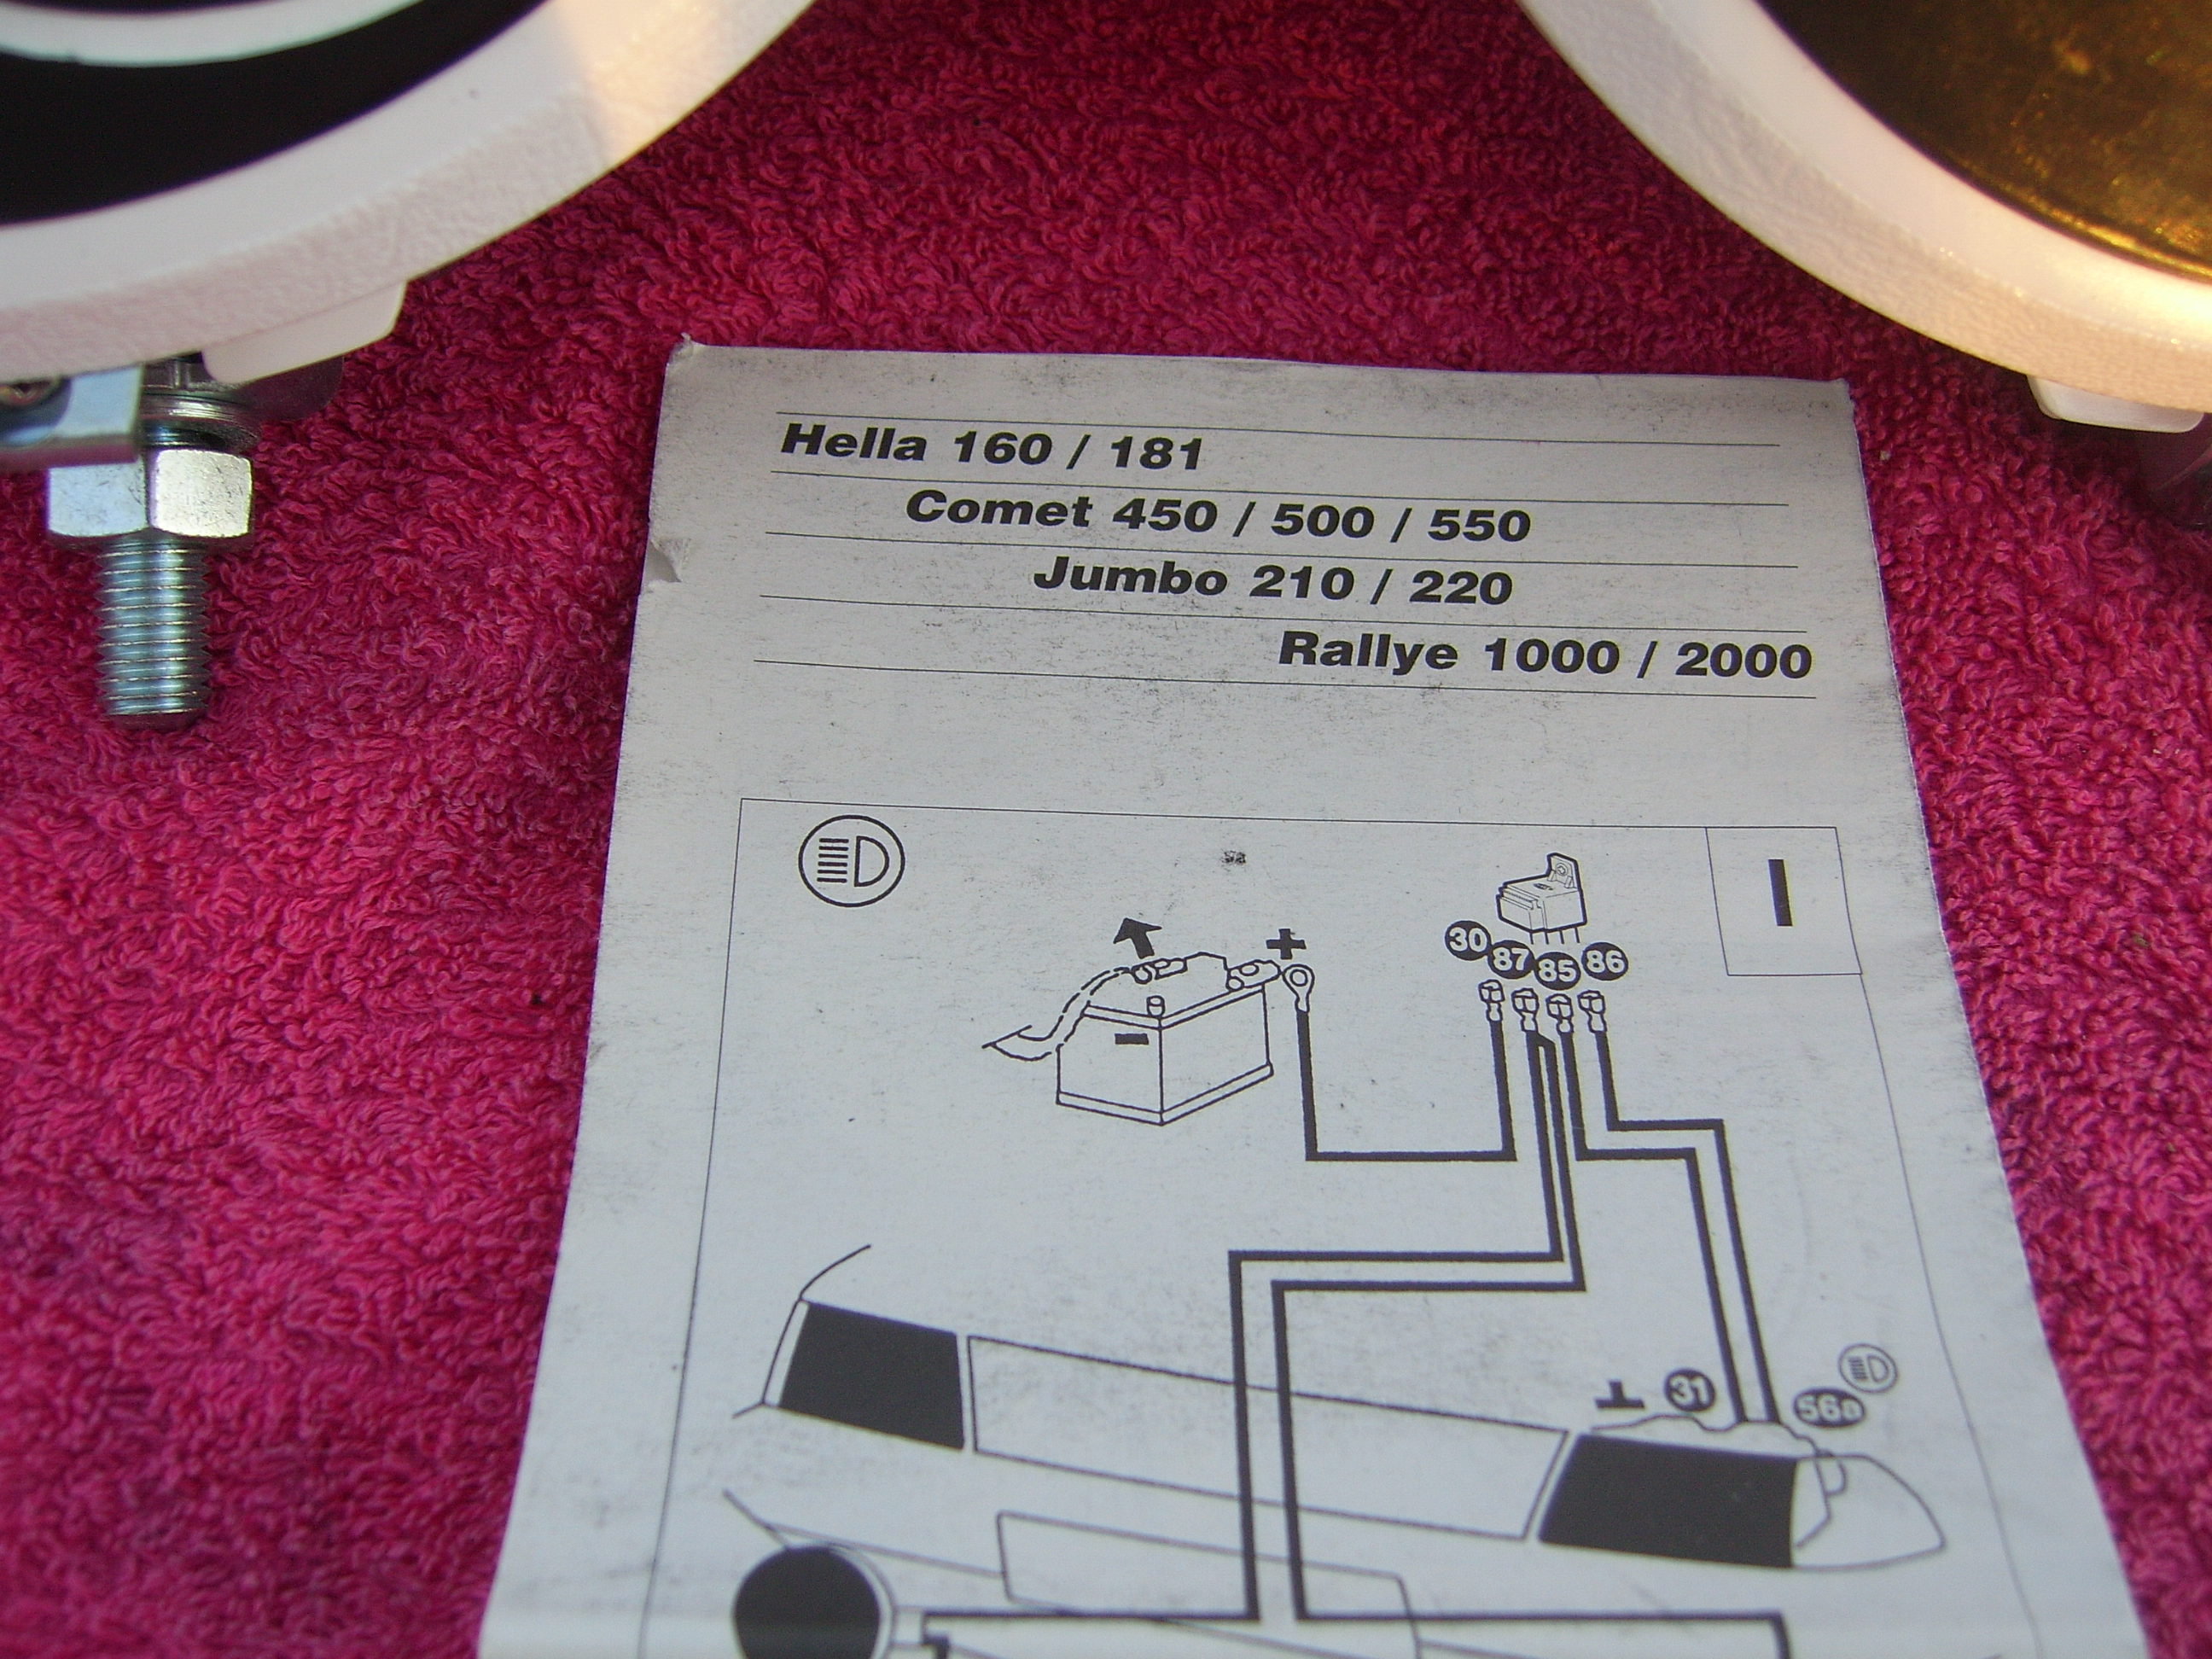 Hella 160 / 181
Comet 450 / 500 / 550
Jumbo 210 / 220
Rallye 1000 / 2000
I
+
30 87 85 86
-
31 56a